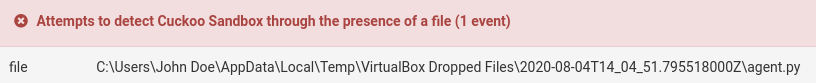 Attempts to detect Cuckoo Sandbox through the presence of a file (1 event)
file C:\Users\John Doe\AppData\Local\Temp\VirtualBox Dropped Files\2020-08-04T14_04_51.795518000Z\agent.py